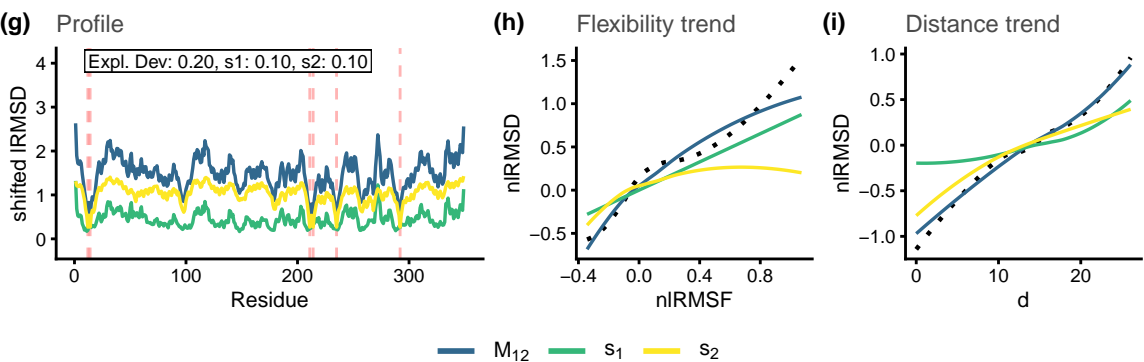 (g) Profile
Expl. Dev: 0.20, s1: 0.10, s2: 0.10
shifted lRMSD
4
3
2
1
0
0 100 200 300
Residue
(h) Flexibility trend
nlRMSD
1.5
1.0
0.5
0.0
−0.5
−0.4 0.0 0.4 0.8
nlRMSF
(i) Distance trend
nlRMSD
1.0
0.5
0.0
−0.5
−1.0
0 10 20
d
M12 s1 s2